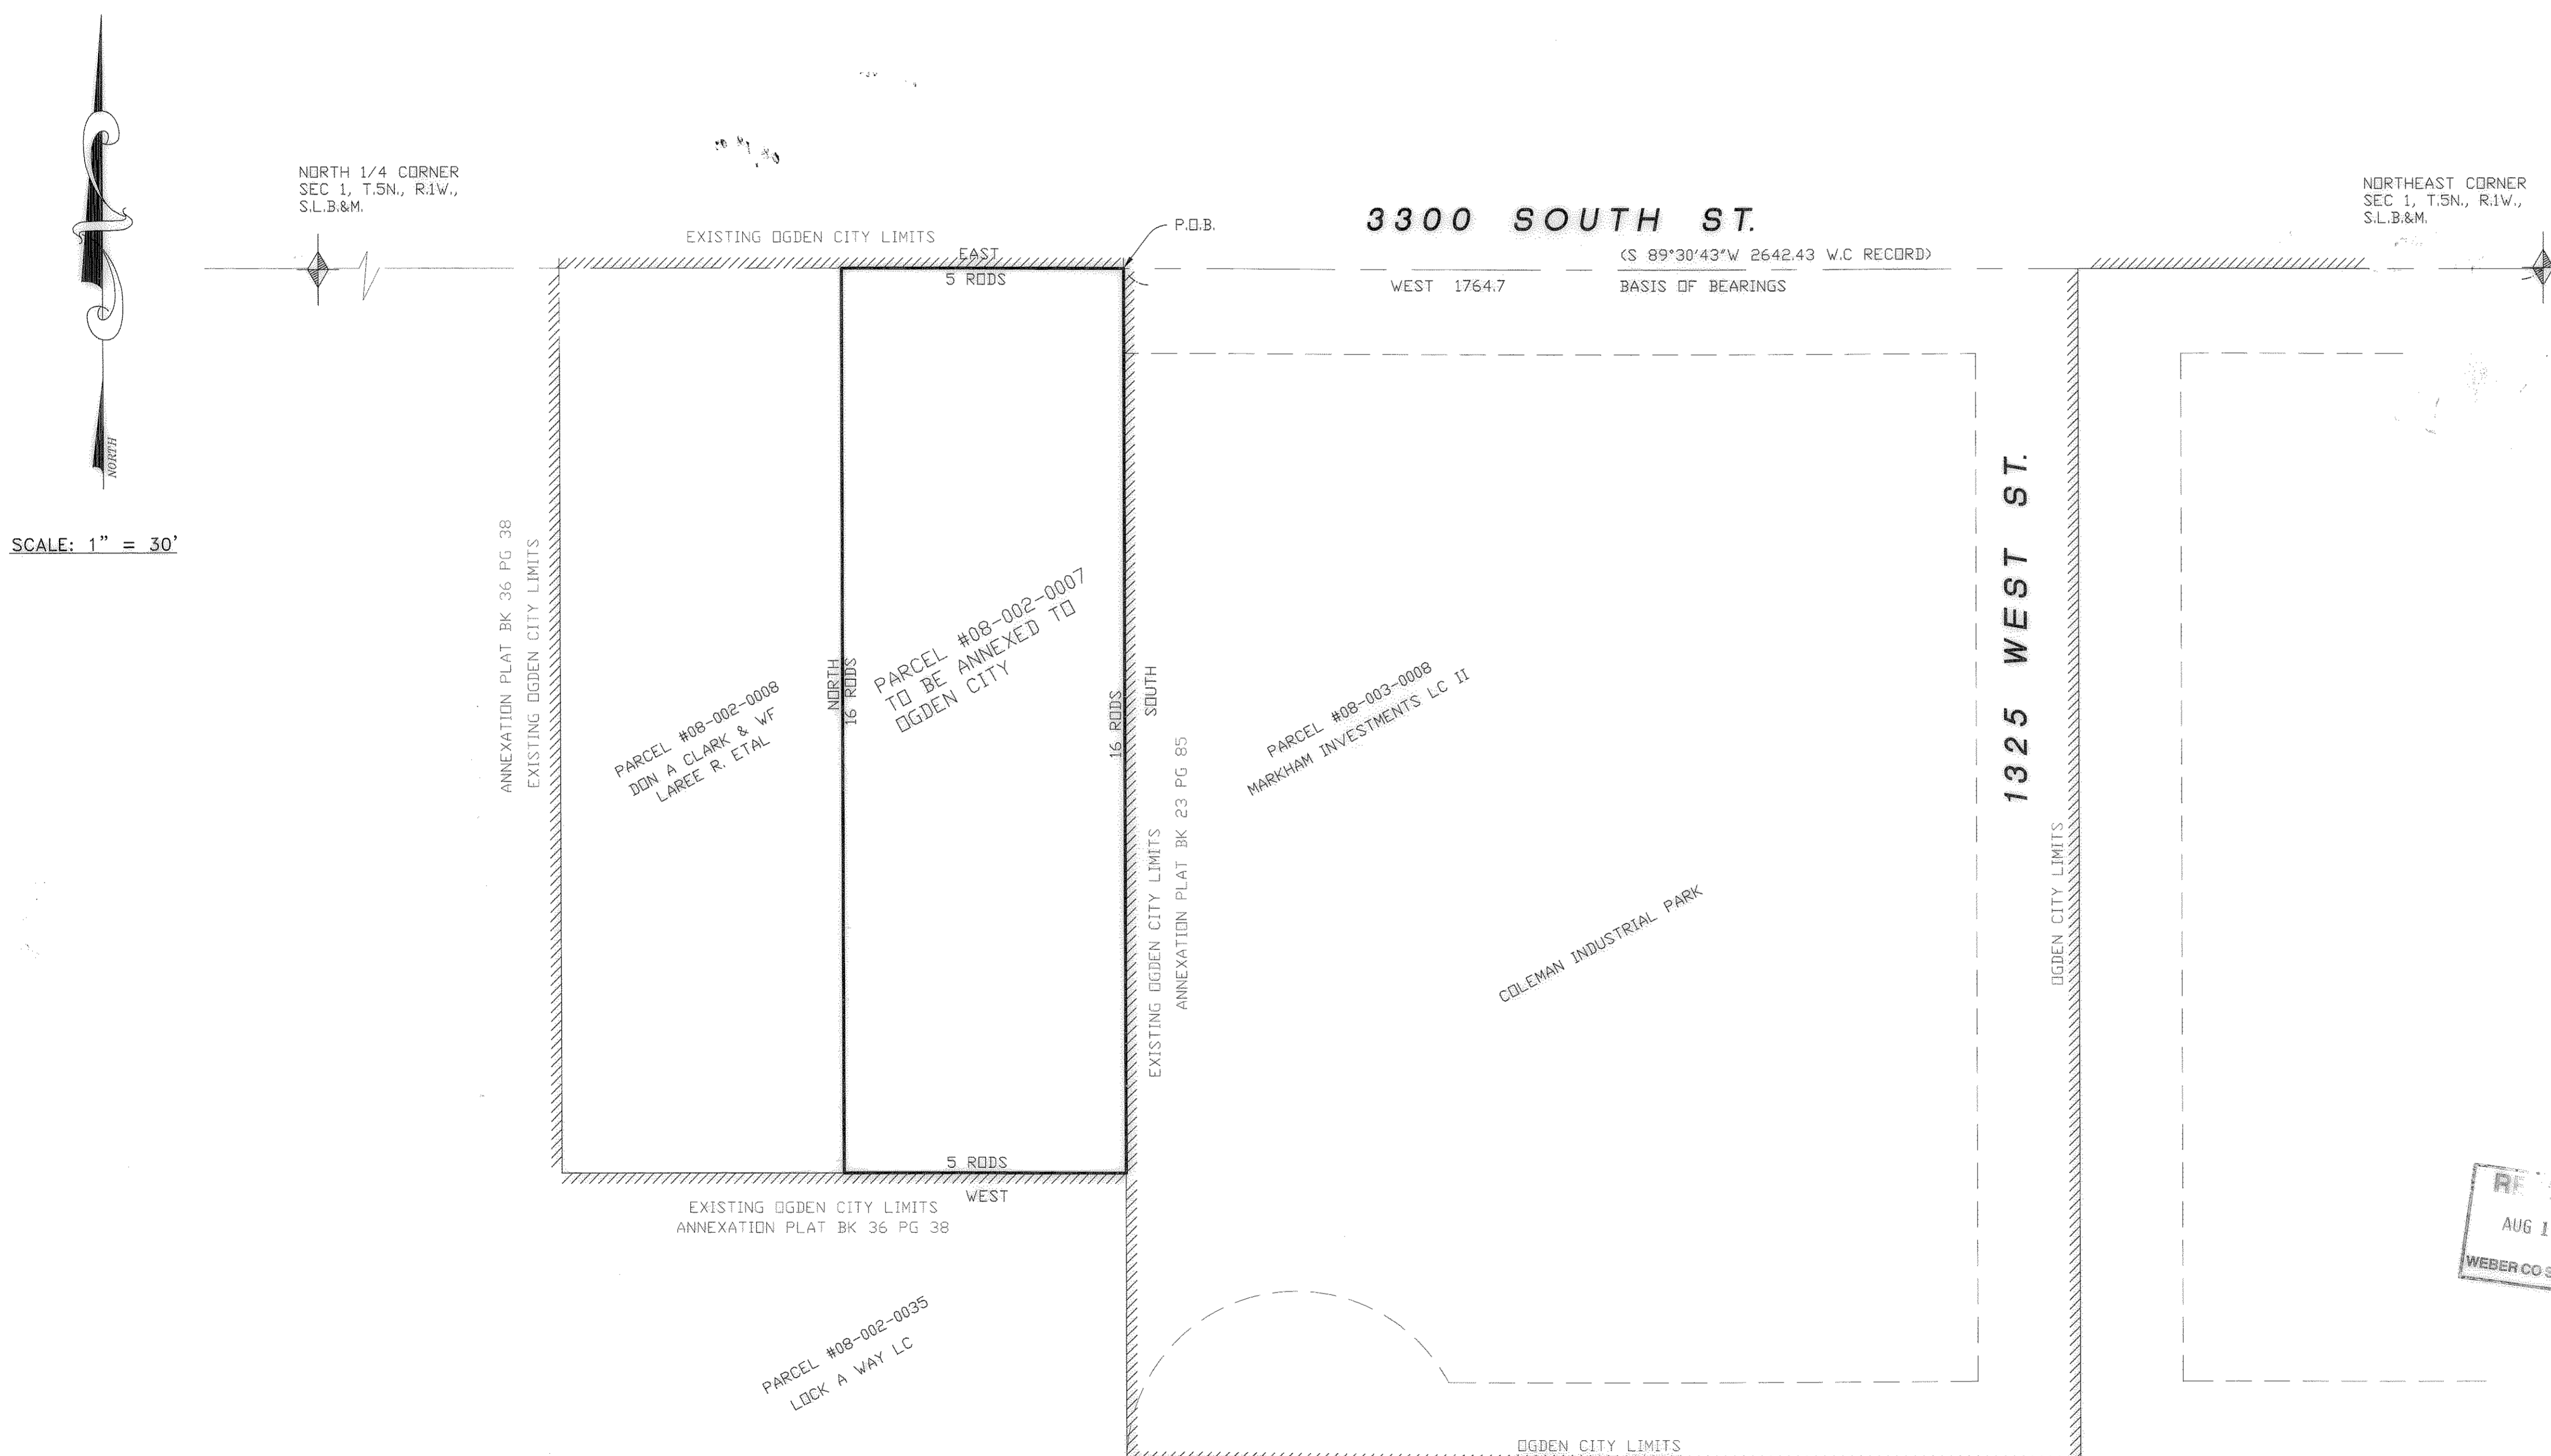 NORTH 1/4 CORNER
SEC 1, T.5N., R.1W.,
S.L.B.&M.
NORTHEAST CORNER
SEC 1, T.5N., R.1W.,
S.L.B.&M.
3300 SOUTH ST.
P.O.B.
EXISTING OGDEN CITY LIMITS
EAST
5 RODS
(S 89°30'43"W 2642.43 W.C RECORD)
WEST 1764.7
BASIS OF BEARINGS
NORTH
SCALE: 1" = 30'
ANNEXATION PLAT BK 36 PG 38
EXISTING OGDEN CITY LIMITS
PARCEL #08-002-0008
DON A CLARK & WF
LAREE R. ETAL
NORTH
16 RODS
PARCEL #08-002-0007
TO BE ANNEXED TO
OGDEN CITY
16 RODS
SOUTH
EXISTING OGDEN CITY LIMITS
ANNEXATION PLAT BK 23 PG 85
PARCEL #08-003-0008
MARKHAM INVESTMENTS LC II
COLEMAN INDUSTRIAL PARK
1325 WEST ST.
OGDEN CITY LIMITS
5 RODS
WEST
EXISTING OGDEN CITY LIMITS
ANNEXATION PLAT BK 36 PG 38
PARCEL #08-002-0035
LOCK A WAY LC
OGDEN CITY LIMITS
AUG 1
WEBER CO S